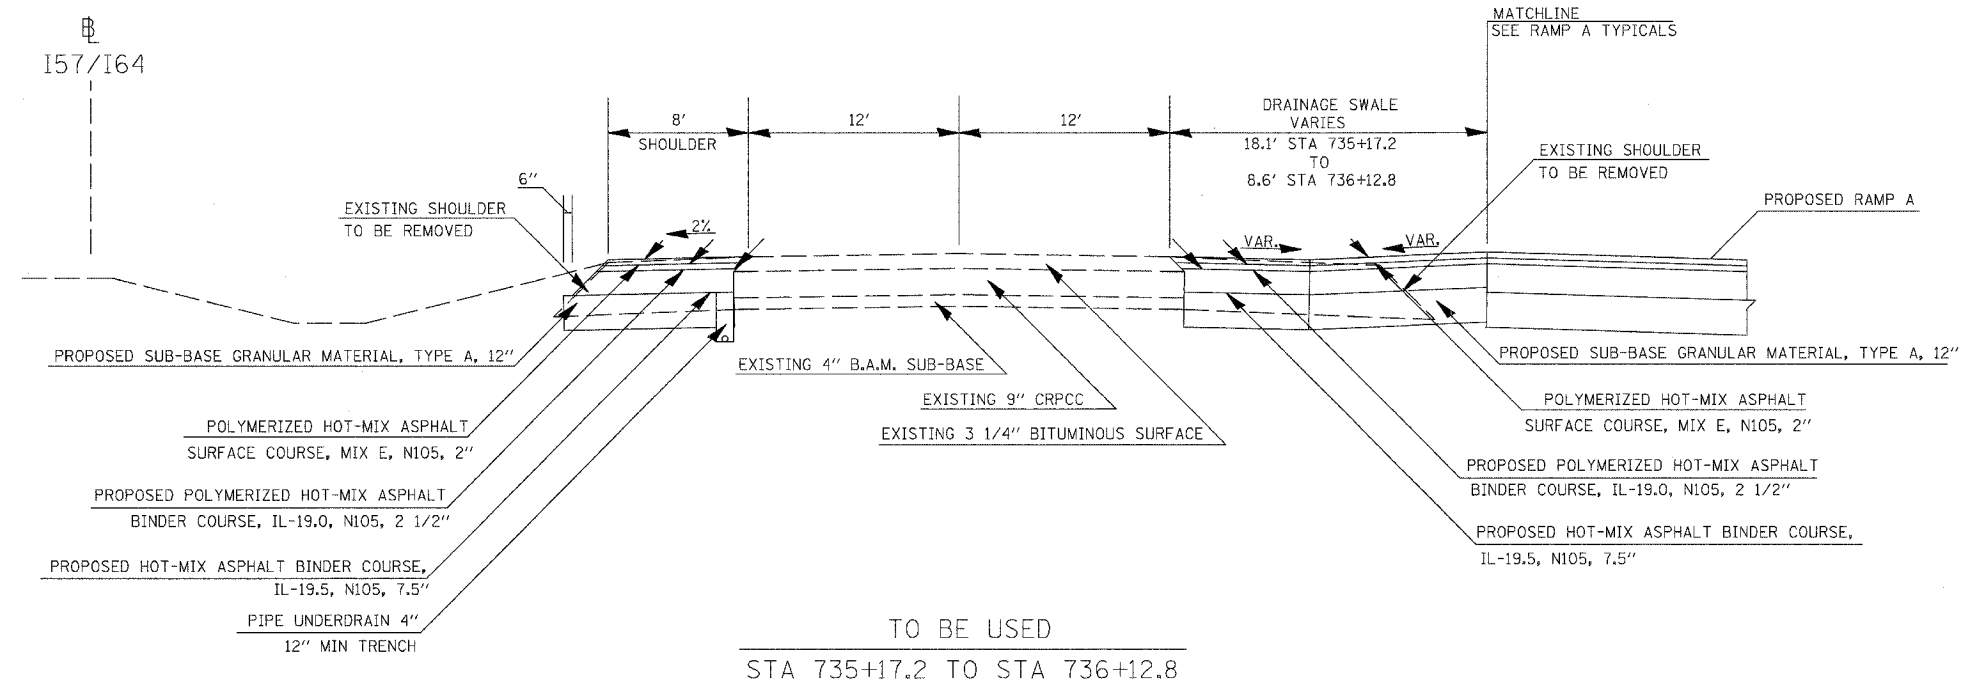 BL
I57/I64
MATCHLINE
SEE RAMP A TYPICALS
8'
SHOULDER
12'
12'
DRAINAGE SWALE
VARIES
18.1' STA 735+17.2
TO
8.6' STA 736+12.8
EXISTING SHOULDER
TO BE REMOVED
6"
EXISTING SHOULDER
TO BE REMOVED
2%
VAR.
VAR.
PROPOSED RAMP A
PROPOSED SUB-BASE GRANULAR MATERIAL, TYPE A, 12"
EXISTING 4" B.A.M. SUB-BASE
PROPOSED SUB-BASE GRANULAR MATERIAL, TYPE A, 12"
EXISTING 9" CRPCC
EXISTING 3 1/4" BITUMINOUS SURFACE
POLYMERIZED HOT-MIX ASPHALT
SURFACE COURSE, MIX E, N105, 2"
POLYMERIZED HOT-MIX ASPHALT
SURFACE COURSE, MIX E, N105, 2"
PROPOSED POLYMERIZED HOT-MIX ASPHALT
BINDER COURSE, IL-19.0, N105, 2 1/2"
PROPOSED POLYMERIZED HOT-MIX ASPHALT
BINDER COURSE, IL-19.0, N105, 2 1/2"
PROPOSED HOT-MIX ASPHALT BINDER COURSE,
IL-19.5, N105, 7.5"
PROPOSED HOT-MIX ASPHALT BINDER COURSE,
IL-19.5, N105, 7.5"
PIPE UNDERDRAIN 4"
12" MIN TRENCH
TO BE USED
STA 735+17.2 TO STA 736+12.8